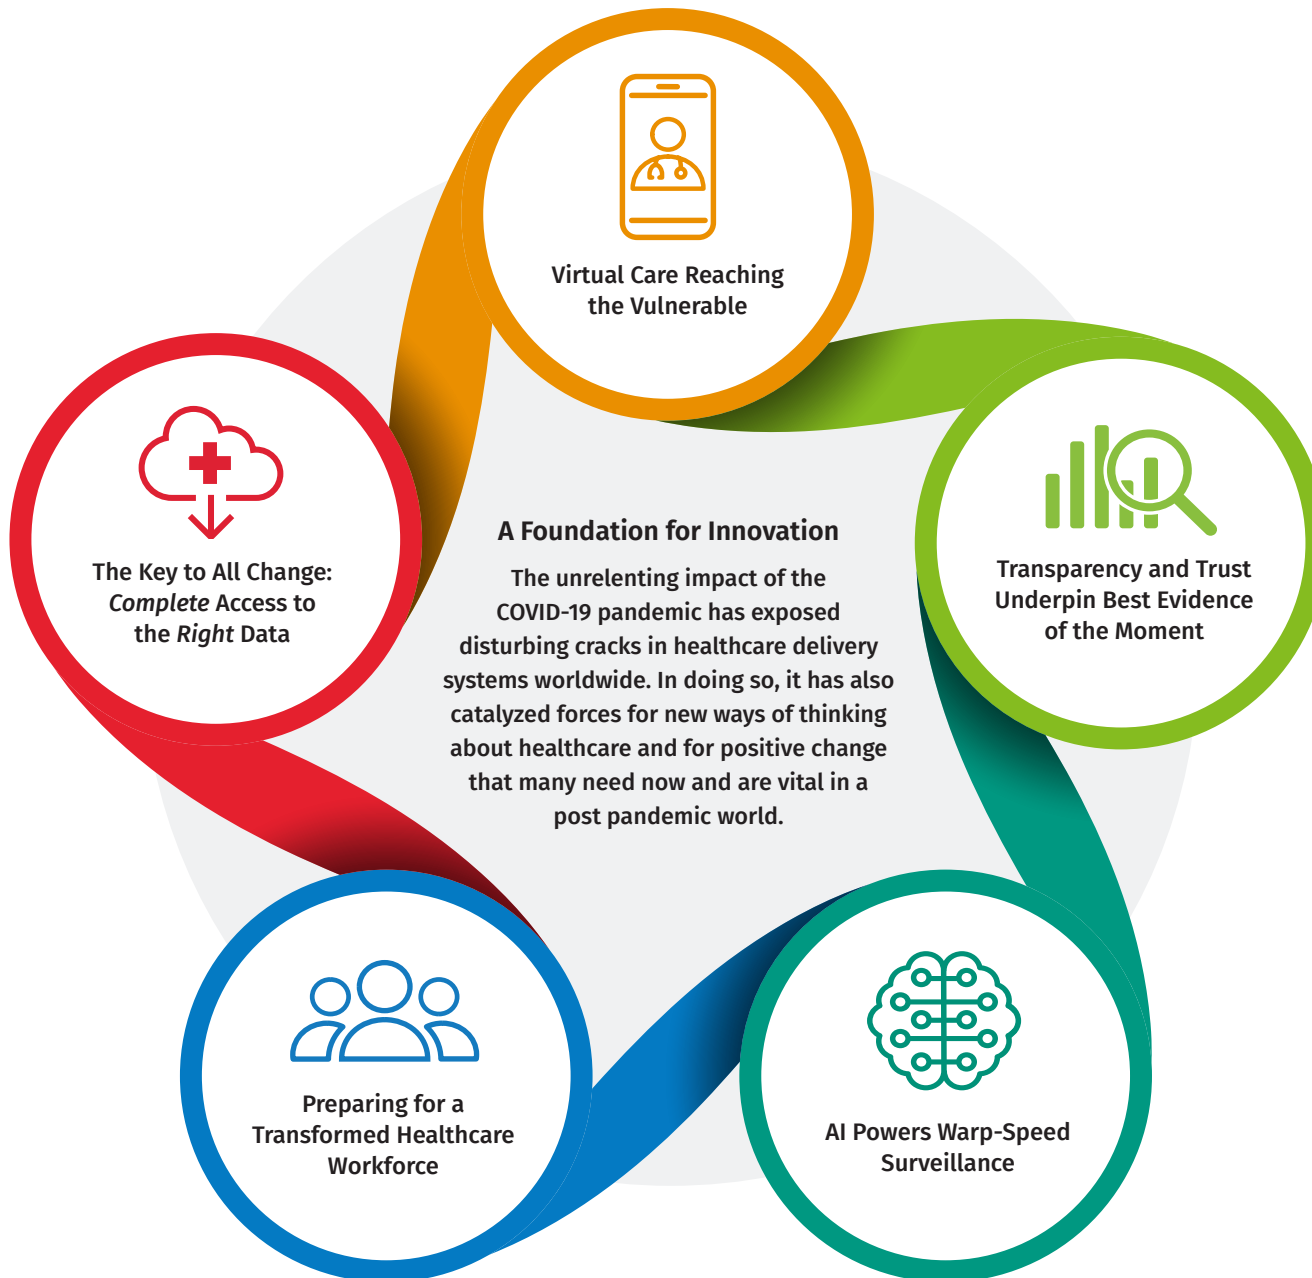 Virtual Care Reaching
the Vulnerable
The Key to All Change:
Complete Access to
the Right Data
Transparency and Trust
Underpin Best Evidence
of the Moment
A Foundation for Innovation
The unrelenting impact of the
COVID-19 pandemic has exposed
disturbing cracks in healthcare delivery
systems worldwide. In doing so, it has also
catalyzed forces for new ways of thinking
about healthcare and for positive change
that many need now and are vital in a
post pandemic world.
Preparing for a
Transformed Healthcare
Workforce
AI Powers Warp-Speed
Surveillance